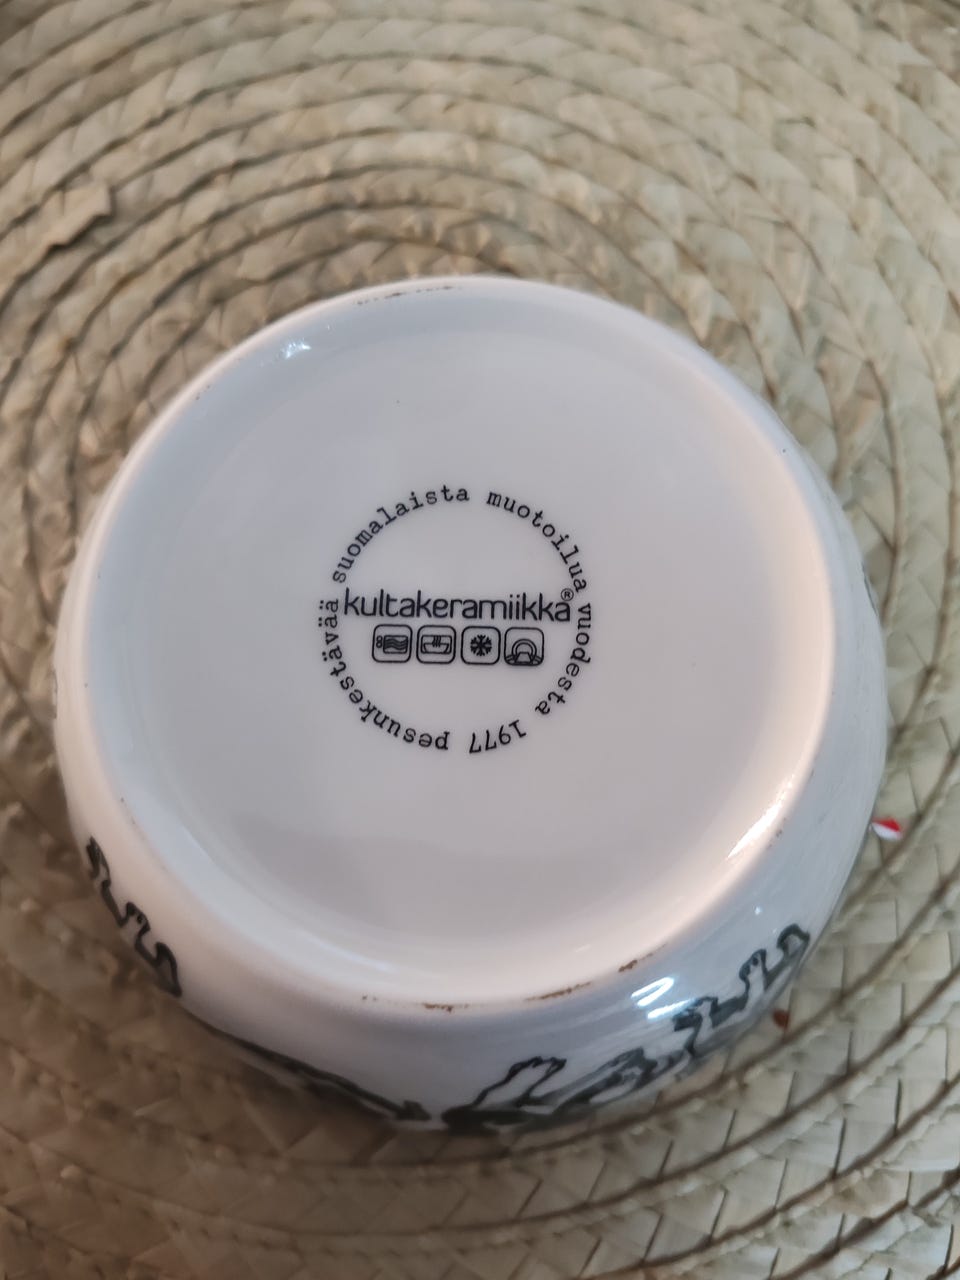 suomalaista muotoilua vuodesta 1977 pesunkestävää
kultakeramiikka®